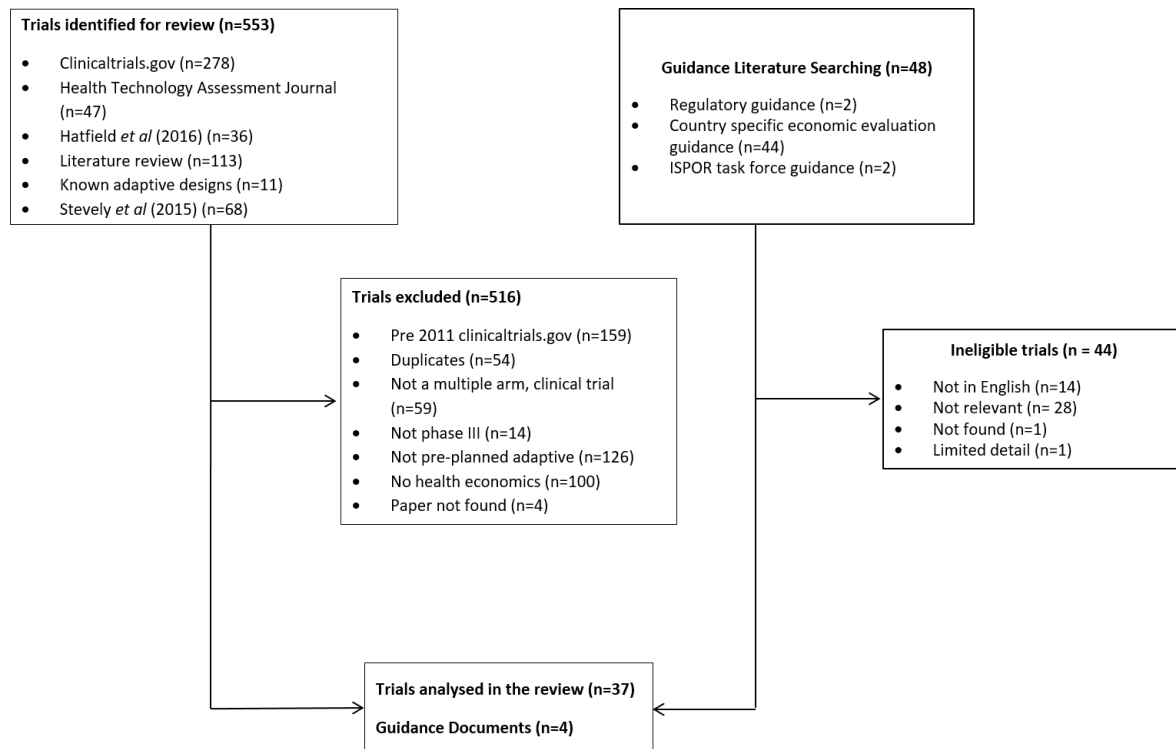 Trials identified for review (n=553)
• Clinicaltrials.gov (n=278)
• Health Technology Assessment Journal
(n=47)
• Hatfield et al (2016) (n=36)
• Literature review (n=113)
• Known adaptive designs (n=11)
• Stevely et al (2015) (n=68)
Guidance Literature Searching (n=48)
• Regulatory guidance (n=2)
• Country specific economic evaluation
guidance (n=44)
• ISPOR task force guidance (n=2)
Trials excluded (n=516)
• Pre 2011 clinicaltrials.gov (n=159)
• Duplicates (n=54)
• Not a multiple arm, clinical trial
(n=59)
• Not phase III (n=14)
• Not pre-planned adaptive (n=126)
• No health economics (n=100)
• Paper not found (n=4)
Ineligible trials (n = 44)
• Not in English (n=14)
• Not relevant (n= 28)
• Not found (n=1)
• Limited detail (n=1)
Trials analysed in the review (n=37)
Guidance Documents (n=4)